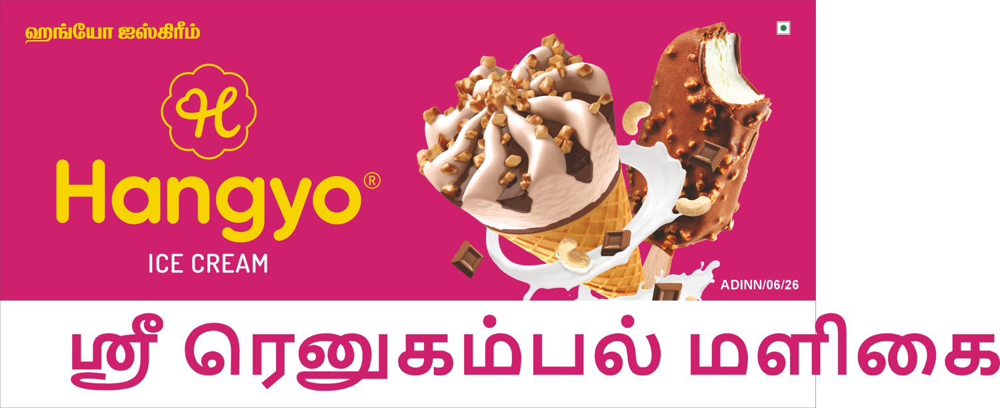 ஹங்யோ ஐஸ்கிரீம்
H
Hangyo®
ICE CREAM
ADINN/06/26
ஸ்ரீ ரெனுகம்பல் மளிகை